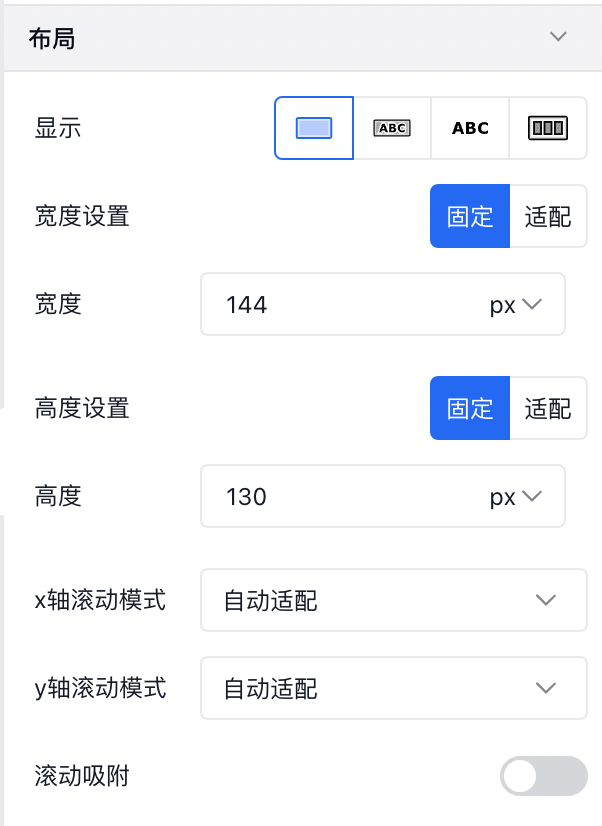 布局
显示 ABC ABC
宽度设置 固定 适配
宽度 144 px
高度设置 固定 适配
高度 130 px
x轴滚动模式 自动适配
y轴滚动模式 自动适配
滚动吸附